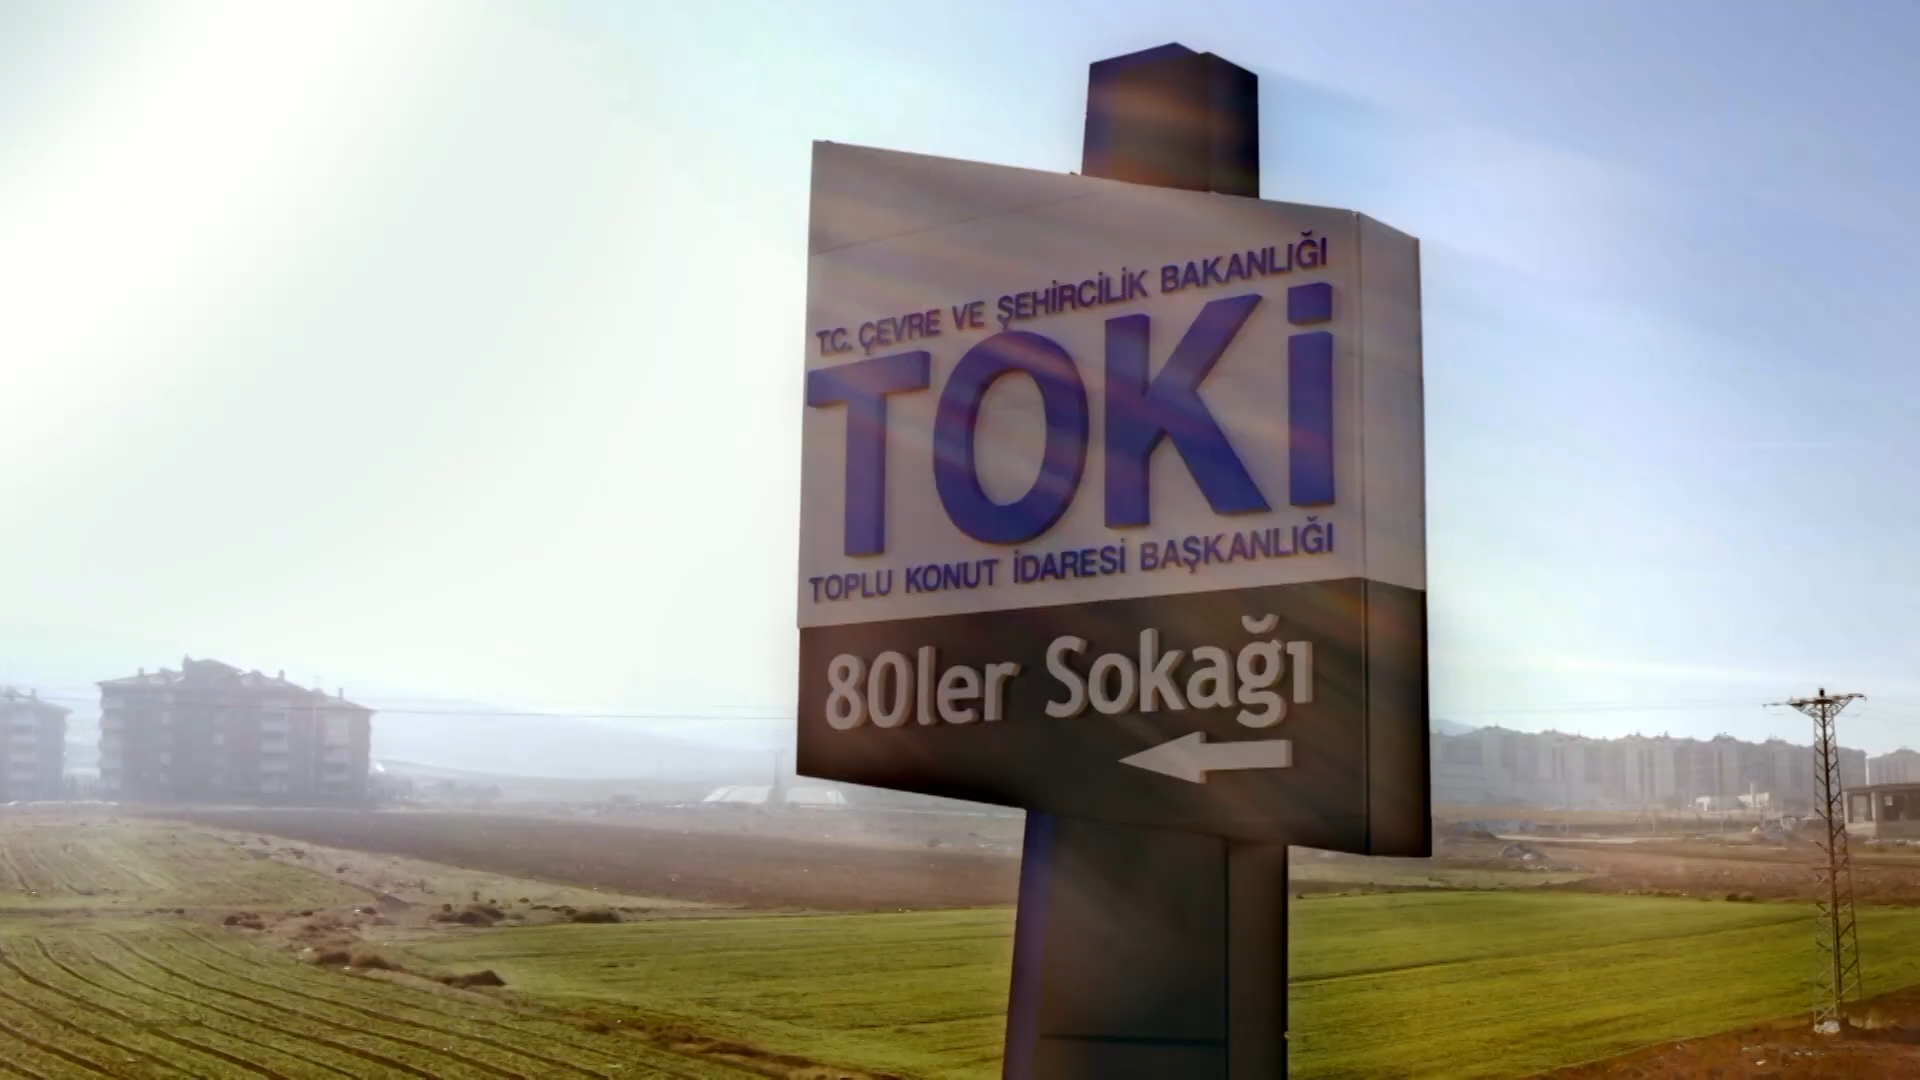 T.C. ÇEVRE VE ŞEHİRCİLİK BAKANLIĞI
TOKİ
TOPLU KONUT İDARESİ BAŞKANLIĞI
80ler Sokağı